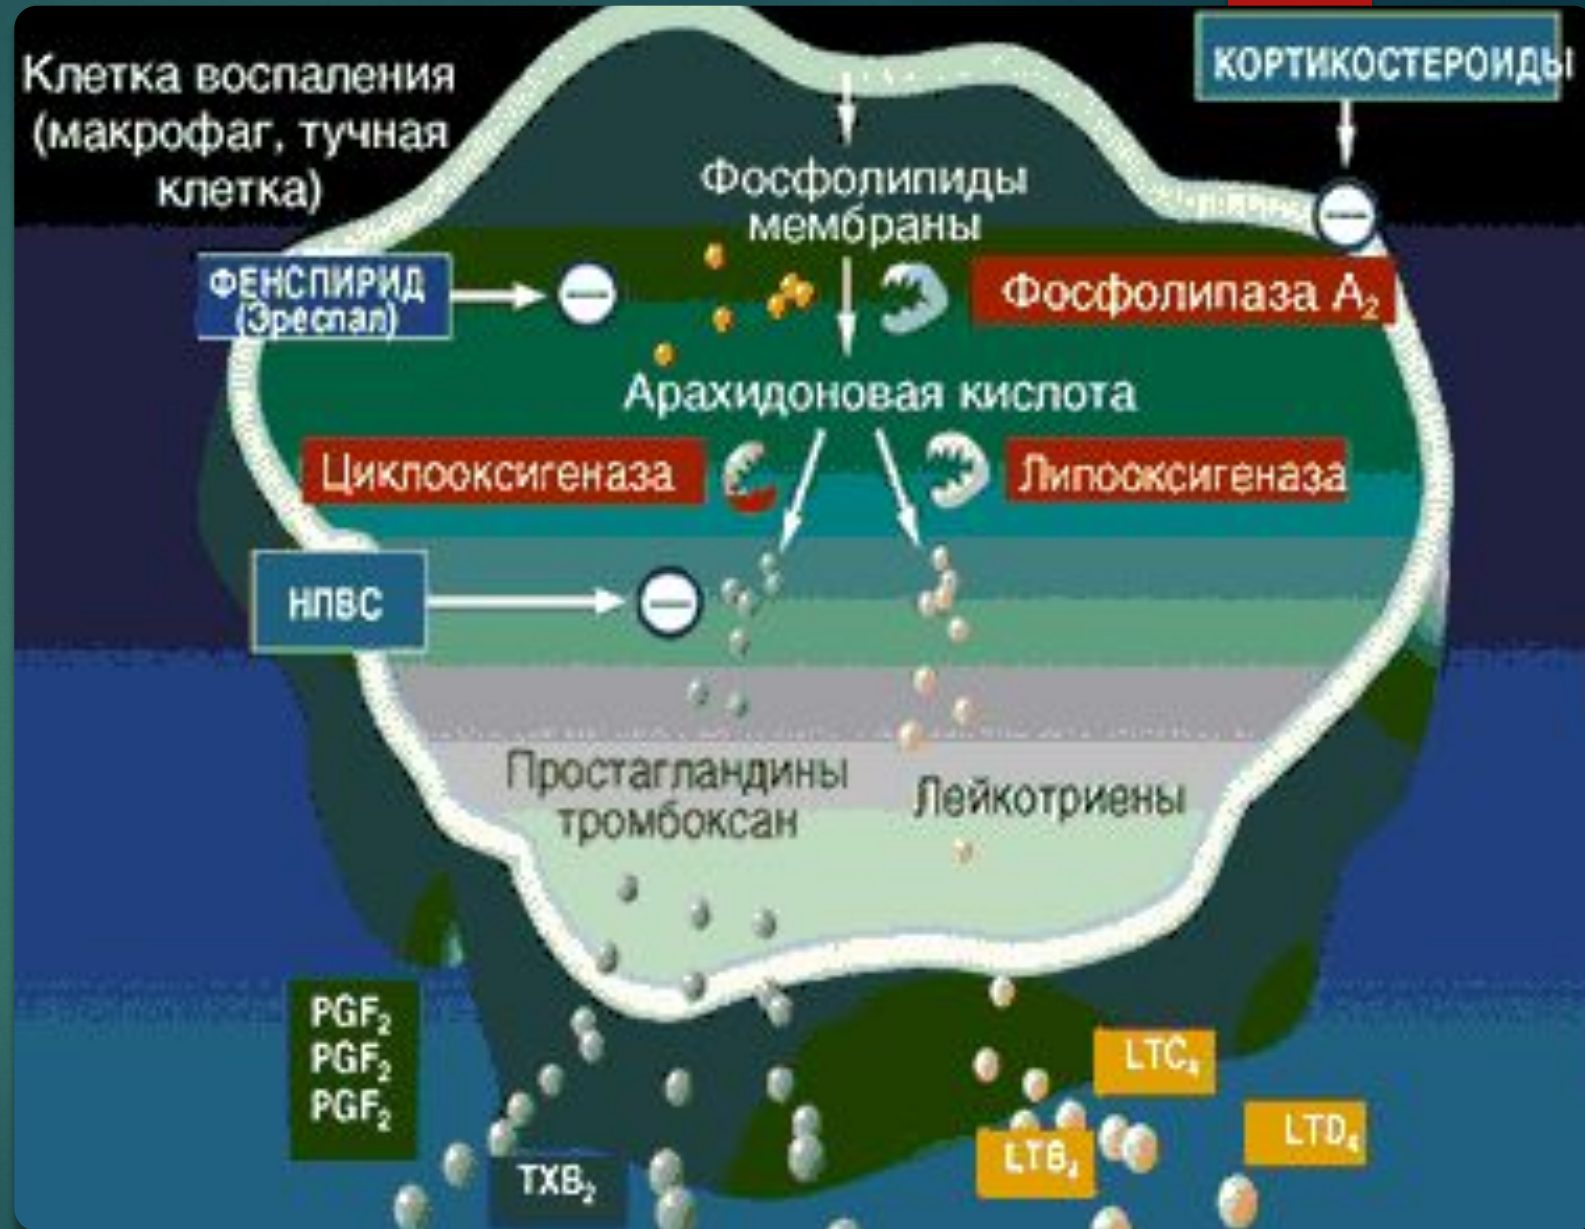 Клетка воспаления
(макрофаг, тучная
клетка)
КОРТИКОСТЕРОИДЫ
Фосфолипиды
мембраны
ФЕНСПИРИД
(Эреспал)
Фосфолипаза А₂
Арахидоновая кислота
Циклооксигеназа
Липооксигеназа
НПВС
Простагландины
тромбоксан
Лейкотриены
PGF₂
PGF₂
PGF₂
TXB₂
LTC₄
LTB₄
LTD₄